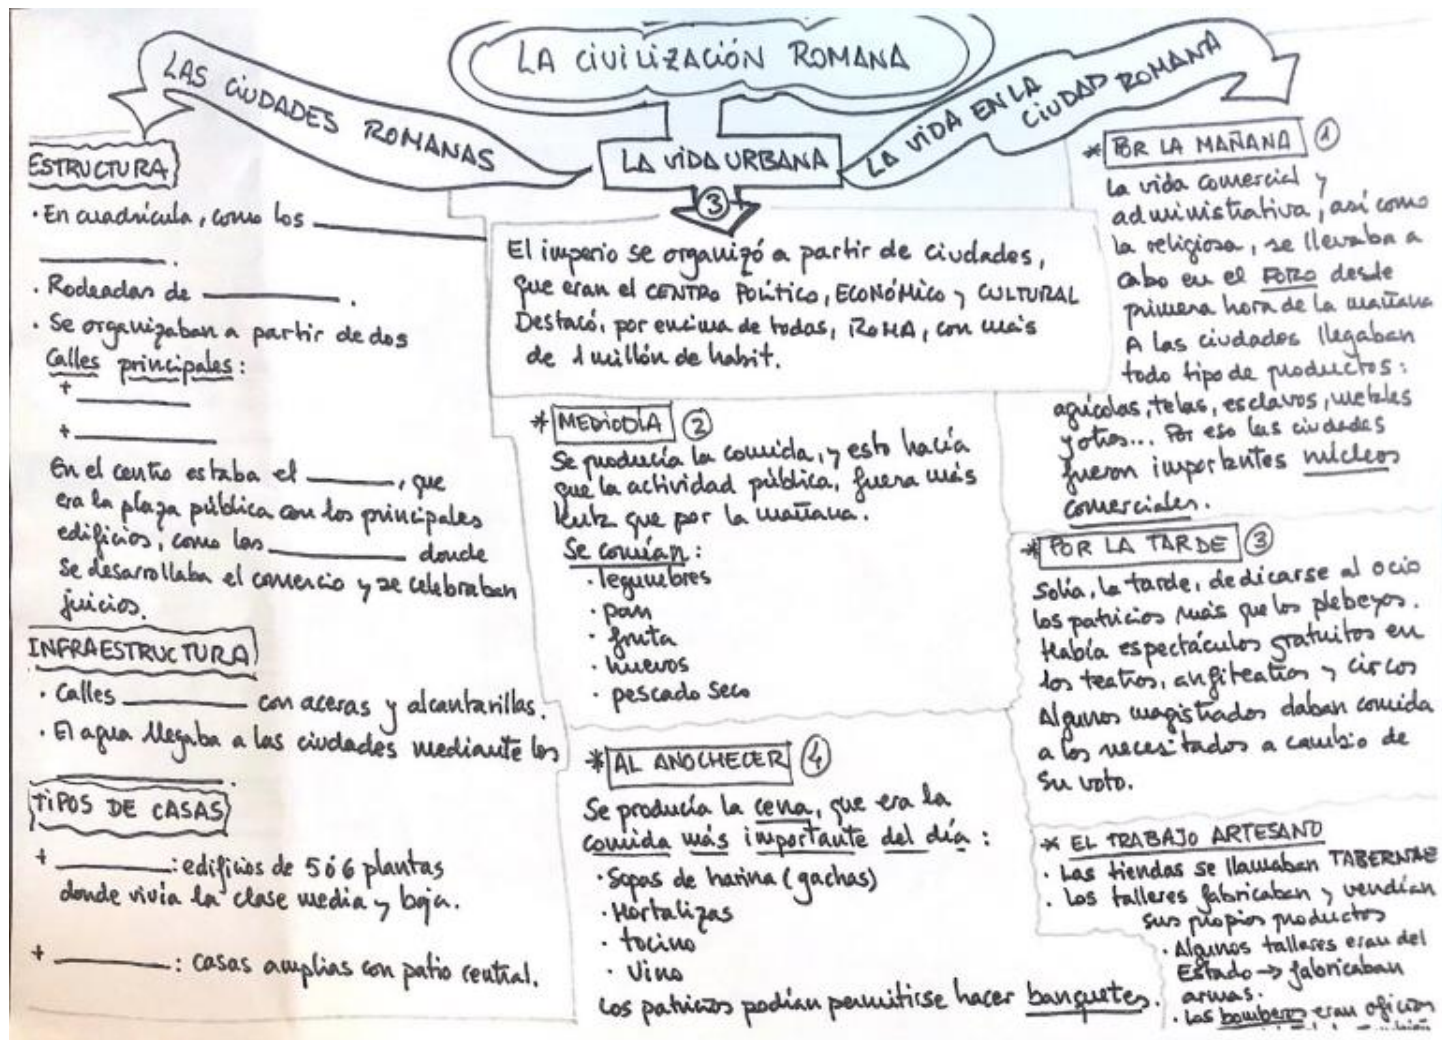 LA CIVILIZACIÓN ROMANA
LAS CIUDADES ROMANAS
LA VIDA URBANA
LA VIDA EN LA
CIUDAD ROMANA
ESTRUCTURA
· En cuadrícula, como los ____________
________.
· Rodeadas de ____________.
· Se organizaban a partir de dos
calles principales:
+ ____________
+ ____________
En el centro estaba el ________, que
era la plaza pública con los principales
edificios, como las ____________ donde
se desarrollaba el comercio y se celebraban
juicios.
INFRAESTRUCTURA
· Calles ____________ con aceras y alcantarillas.
· El agua llegaba a las ciudades mediante los
____________.
TIPOS DE CASAS
+ ____________: edificios de 5 ó 6 plantas
donde vivía la clase media y baja.
+ ____________: casas amplias con patio central.
3
El imperio se organizó a partir de ciudades,
que eran el CENTRO POLÍTICO, ECONÓMICO y CULTURAL
Destacó, por encima de todas, ROMA, con más
de 1 millón de habit.
* POR LA MAÑANA 1
La vida comercial y
administrativa, así como
la religiosa, se llevaba a
cabo en el FORO desde
primera hora de la mañana
A las ciudades llegaban
todo tipo de productos:
agrícolas, telas, esclavos, metales
y otros... Por eso las ciudades
fueron importantes núcleos
comerciales.
* MEDIODÍA 2
Se producía la comida, y esto hacía
que la actividad pública, fuera más
lenta que por la mañana.
Se comían:
· legumbres
· pan
· fruta
· huevos
· pescado seco
* POR LA TARDE 3
Solía, la tarde, dedicarse al ocio
los patricios más que los plebeyos.
Había espectáculos gratuitos en
los teatros, anfiteatros y circos
Algunos magistrados daban comida
a los necesitados a cambio de
su voto.
* AL ANOCHECER 4
Se producía la cena, que era la
comida más importante del día:
· Sopas de harina (gachas)
· Hortalizas
· tocino
· Vino
Los patricios podían permitirse hacer banquetes.
* EL TRABAJO ARTESANO
· Las tiendas se llamaban TABERNAE
· Los talleres fabricaban y vendían
sus propios productos
· Algunos talleres eran del
Estado → fabricaban
armas.
· Los bomberos eran oficios